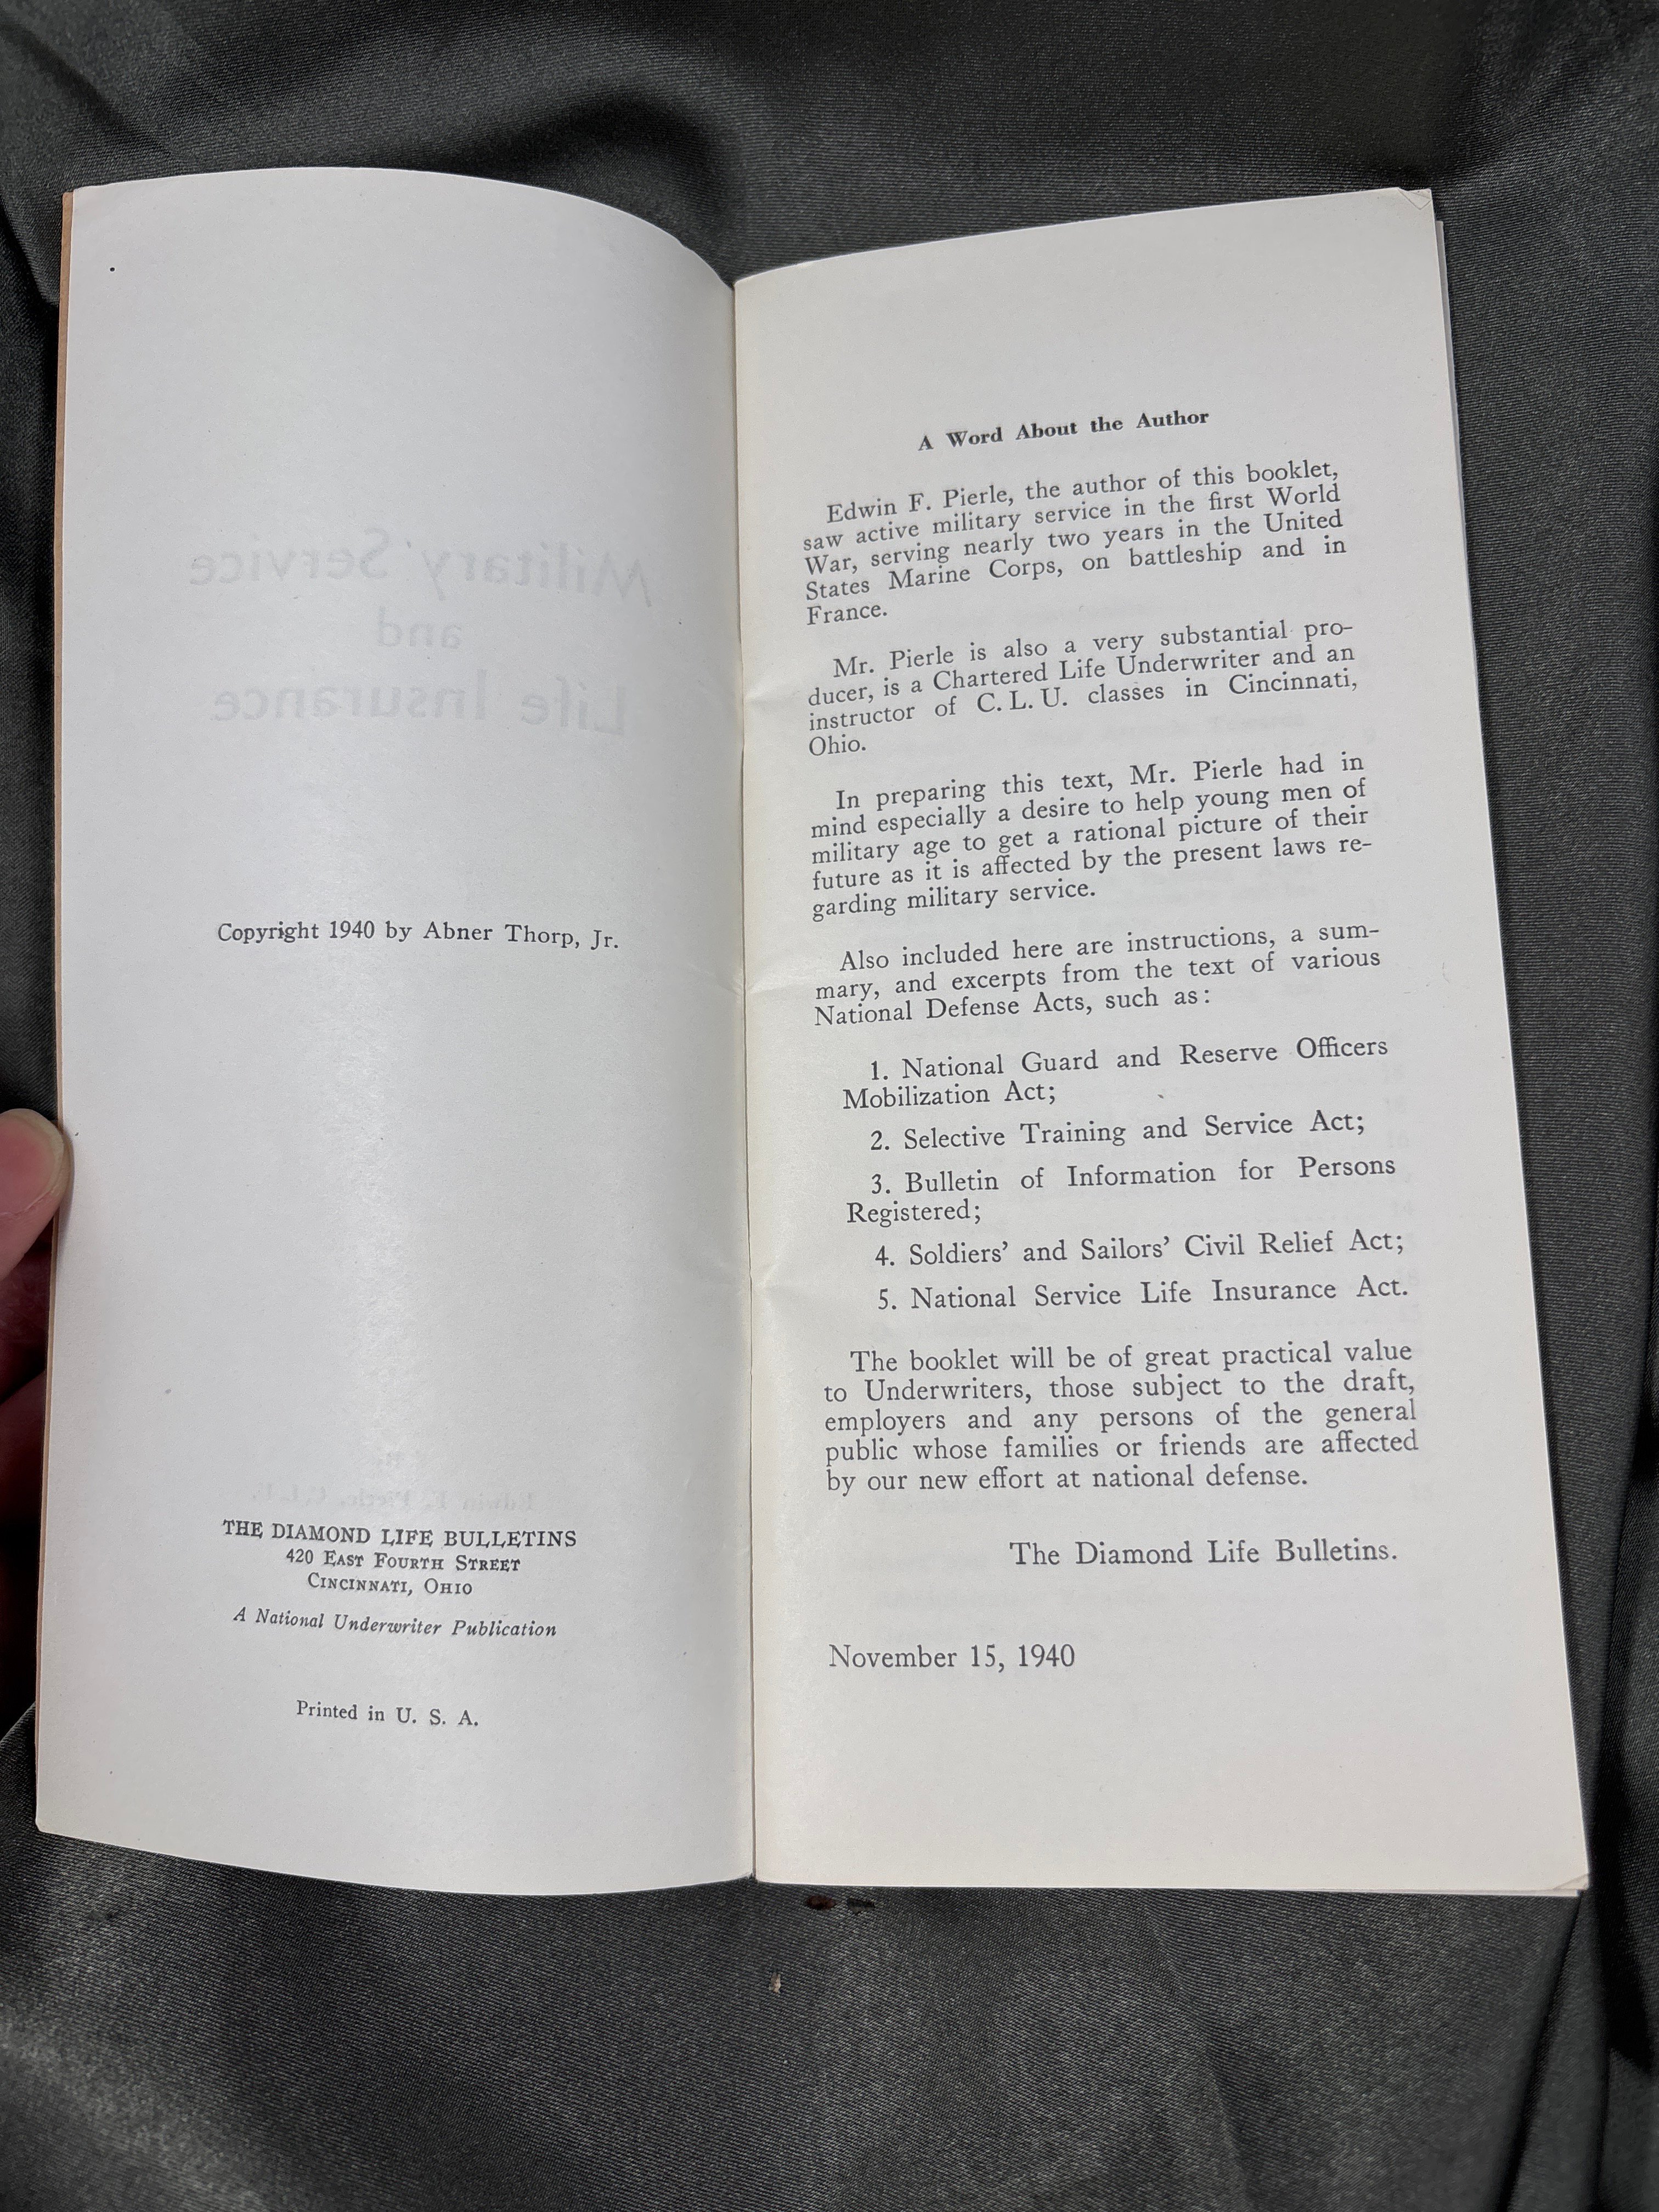 Military Service
and
Life Insurance
Copyright 1940 by Abner Thorp, Jr.
Edwin F. Pierle, C.L.U.
THE DIAMOND LIFE BULLETINS
420 EAST FOURTH STREET
CINCINNATI, OHIO
A National Underwriter Publication
Printed in U. S. A.
A Word About the Author
Edwin F. Pierle, the author of this booklet,
saw active military service in the first World
War, serving nearly two years in the United
States Marine Corps, on battleship and in
France.
Mr. Pierle is also a very substantial pro-
ducer, is a Chartered Life Underwriter and an
instructor of C. L. U. classes in Cincinnati,
Ohio.
In preparing this text, Mr. Pierle had in
mind especially a desire to help young men of
military age to get a rational picture of their
future as it is affected by the present laws re-
garding military service.
Also included here are instructions, a sum-
mary, and excerpts from the text of various
National Defense Acts, such as:
1. National Guard and Reserve Officers
Mobilization Act;
2. Selective Training and Service Act;
3. Bulletin of Information for Persons
Registered;
4. Soldiers' and Sailors' Civil Relief Act;
5. National Service Life Insurance Act.
The booklet will be of great practical value
to Underwriters, those subject to the draft,
employers and any persons of the general
public whose families or friends are affected
by our new effort at national defense.
The Diamond Life Bulletins.
November 15, 1940